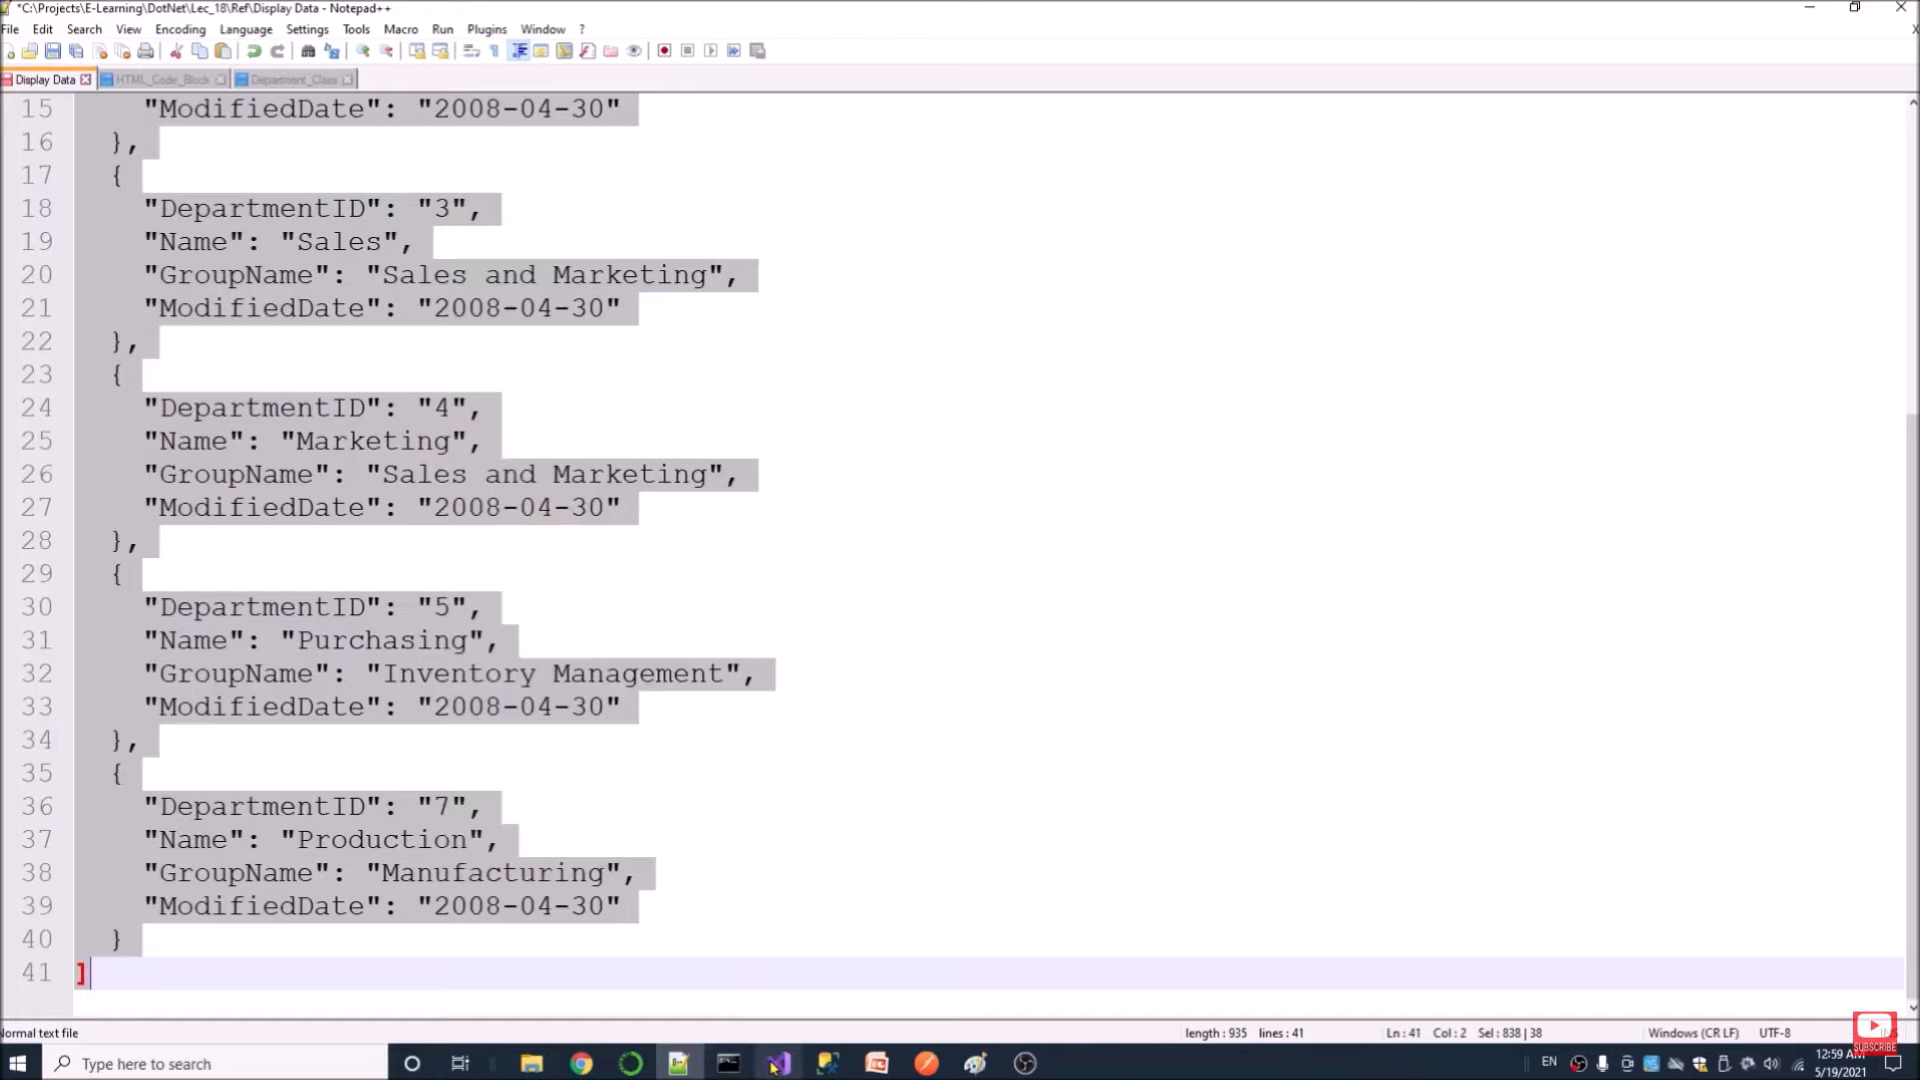 *C:\Projects\E-Learning\DotNet\Lec_18\Ref\Display Data - Notepad++
File Edit Search View Encoding Language Settings Tools Macro Run Plugins Window ?
Display Data HTML_Code_Block Department_Class
15 "ModifiedDate": "2008-04-30"
16 },
17 {
18 "DepartmentID": "3",
19 "Name": "Sales",
20 "GroupName": "Sales and Marketing",
21 "ModifiedDate": "2008-04-30"
22 },
23 {
24 "DepartmentID": "4",
25 "Name": "Marketing",
26 "GroupName": "Sales and Marketing",
27 "ModifiedDate": "2008-04-30"
28 },
29 {
30 "DepartmentID": "5",
31 "Name": "Purchasing",
32 "GroupName": "Inventory Management",
33 "ModifiedDate": "2008-04-30"
34 },
35 {
36 "DepartmentID": "7",
37 "Name": "Production",
38 "GroupName": "Manufacturing",
39 "ModifiedDate": "2008-04-30"
40 }
41 ]
Normal text file length : 935 lines : 41 Ln : 41 Col : 2 Sel : 838 | 38 Windows (CR LF) UTF-8
SUBSCRIBE
Type here to search EN 12:59 AM
5/19/2021